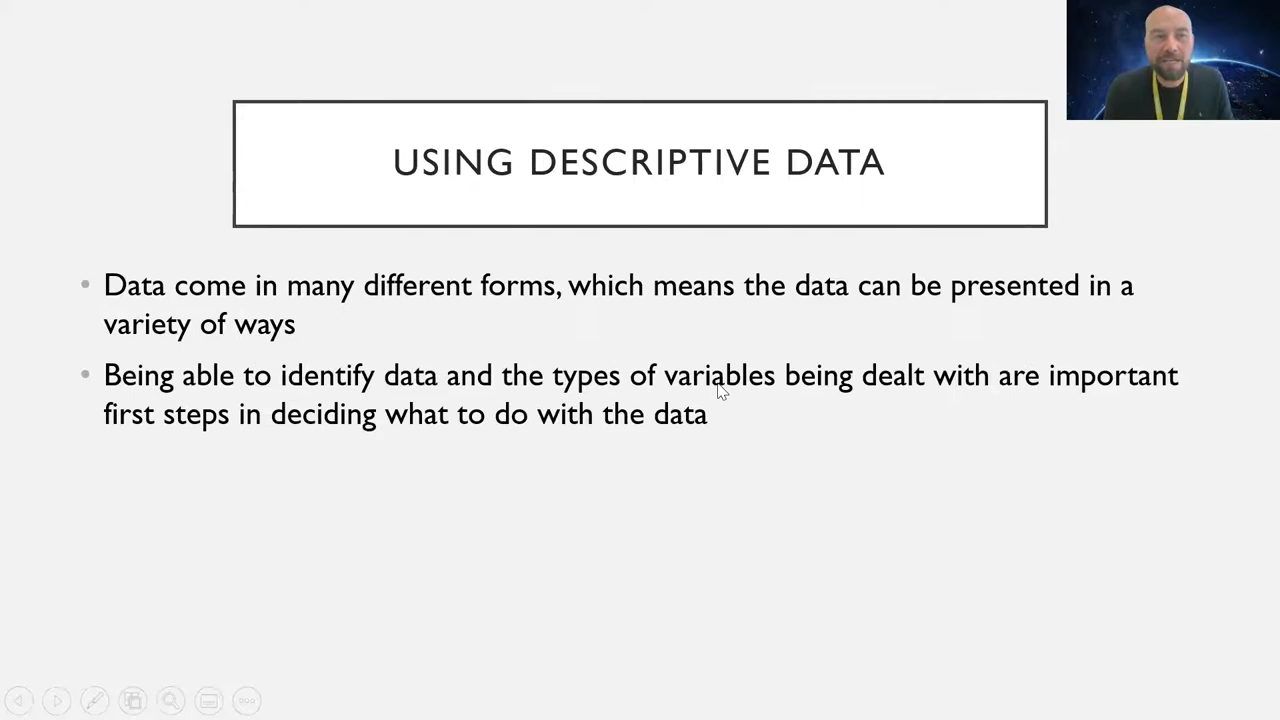 USING DESCRIPTIVE DATA
• Data come in many different forms, which means the data can be presented in a
variety of ways
• Being able to identify data and the types of variables being dealt with are important
first steps in deciding what to do with the data